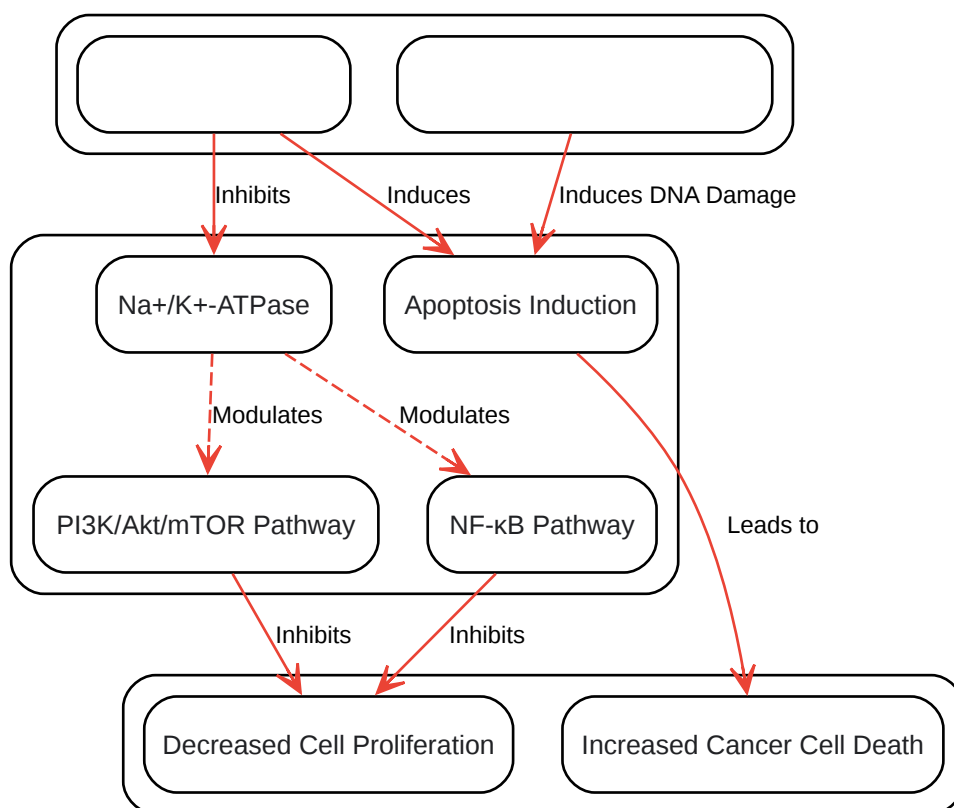 Inhibits
Induces
Induces DNA Damage
Na+/K+-ATPase
Apoptosis Induction
Modulates
Modulates
PI3K/Akt/mTOR Pathway
NF-κB Pathway
Leads to
Inhibits
Inhibits
Decreased Cell Proliferation
Increased Cancer Cell Death